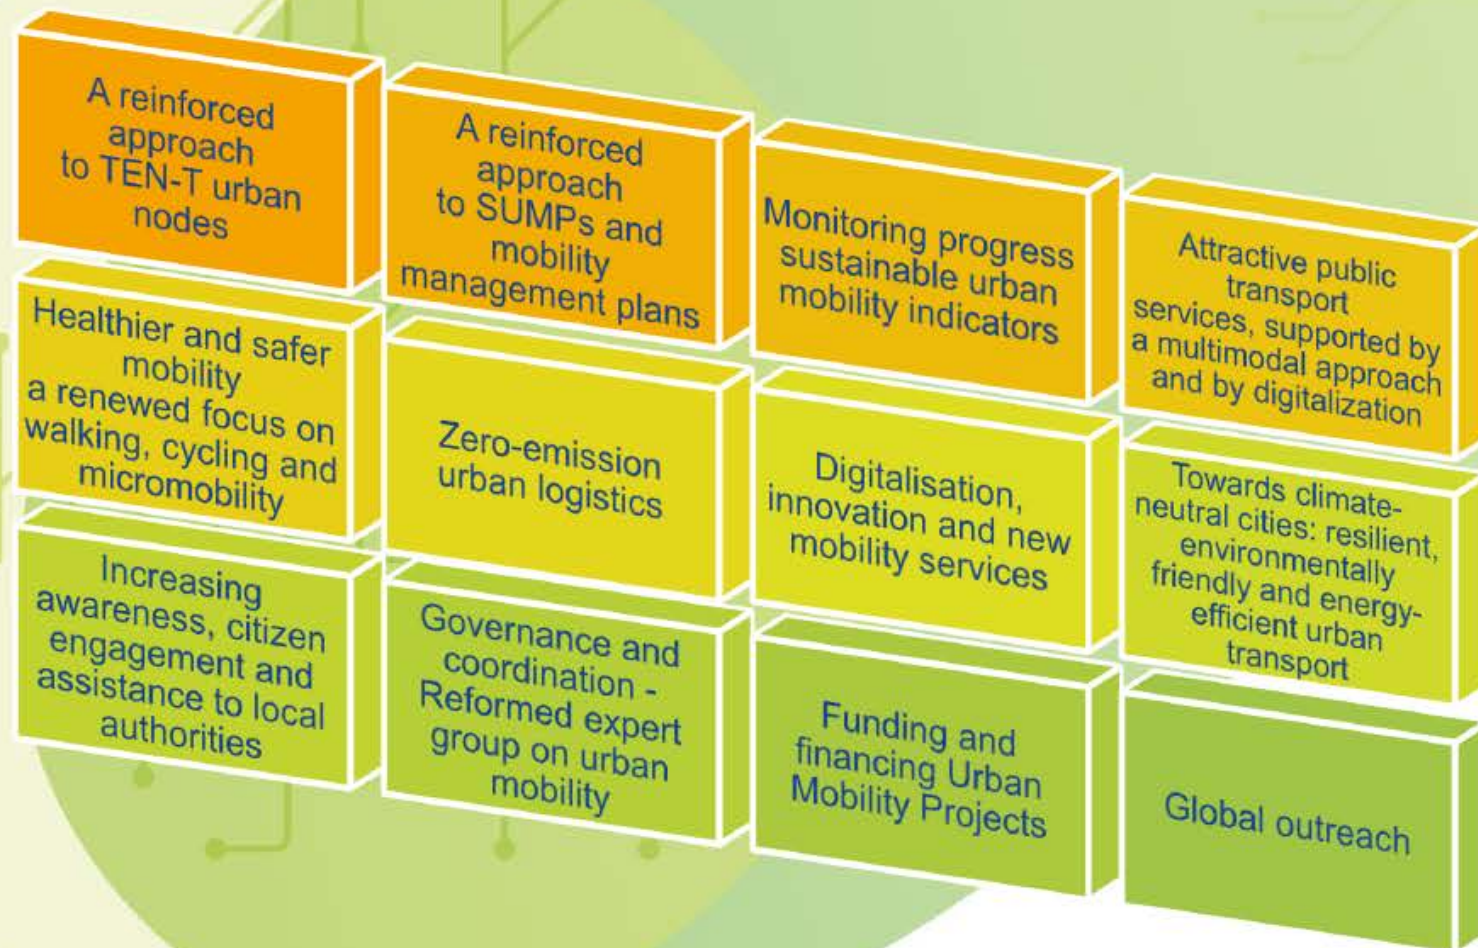 A reinforced
approach
to TEN-T urban
nodes
A reinforced
approach
to SUMPs and
mobility
management plans
Monitoring progress
sustainable urban
mobility indicators
Attractive public
transport
services, supported by
a multimodal approach
and by digitalization
Healthier and safer
mobility
a renewed focus on
walking, cycling and
micromobility
Zero-emission
urban logistics
Digitalisation,
innovation and new
mobility services
Towards climate-
neutral cities: resilient,
environmentally
friendly and energy-
efficient urban
transport
Increasing
awareness, citizen
engagement and
assistance to local
authorities
Governance and
coordination -
Reformed expert
group on urban
mobility
Funding and
financing Urban
Mobility Projects
Global outreach